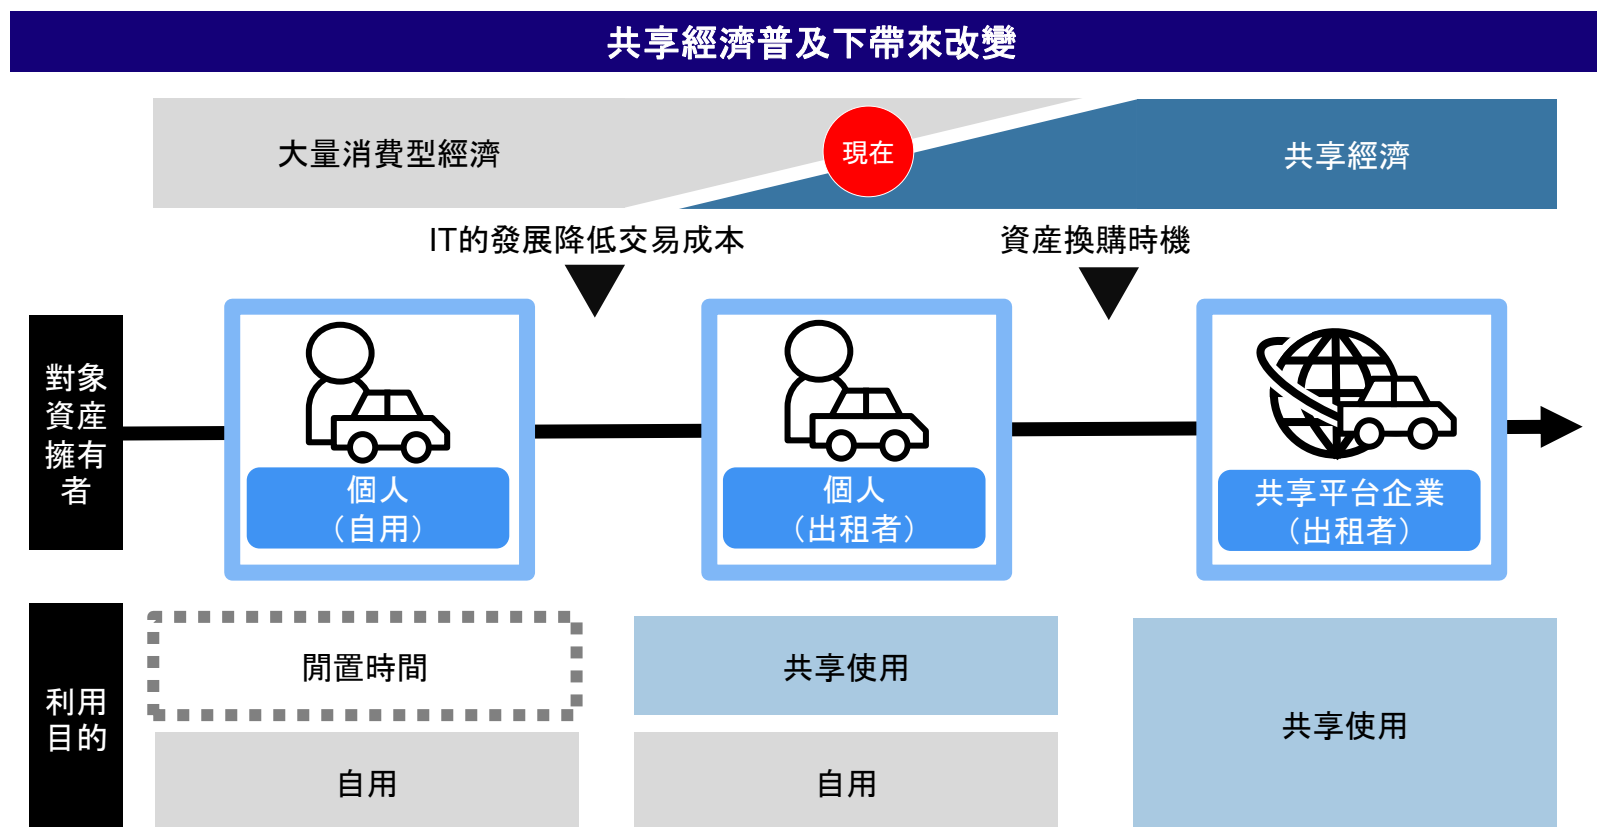 共享經濟普及下帶來改變
大量消費型經濟
現在
共享經濟
IT的發展降低交易成本
資產換購時機
對象
資產
擁有
者
個人
（自用）
個人
（出租者）
共享平台企業
（出租者）
利用
目的
閒置時間
共享使用
共享使用
自用
自用